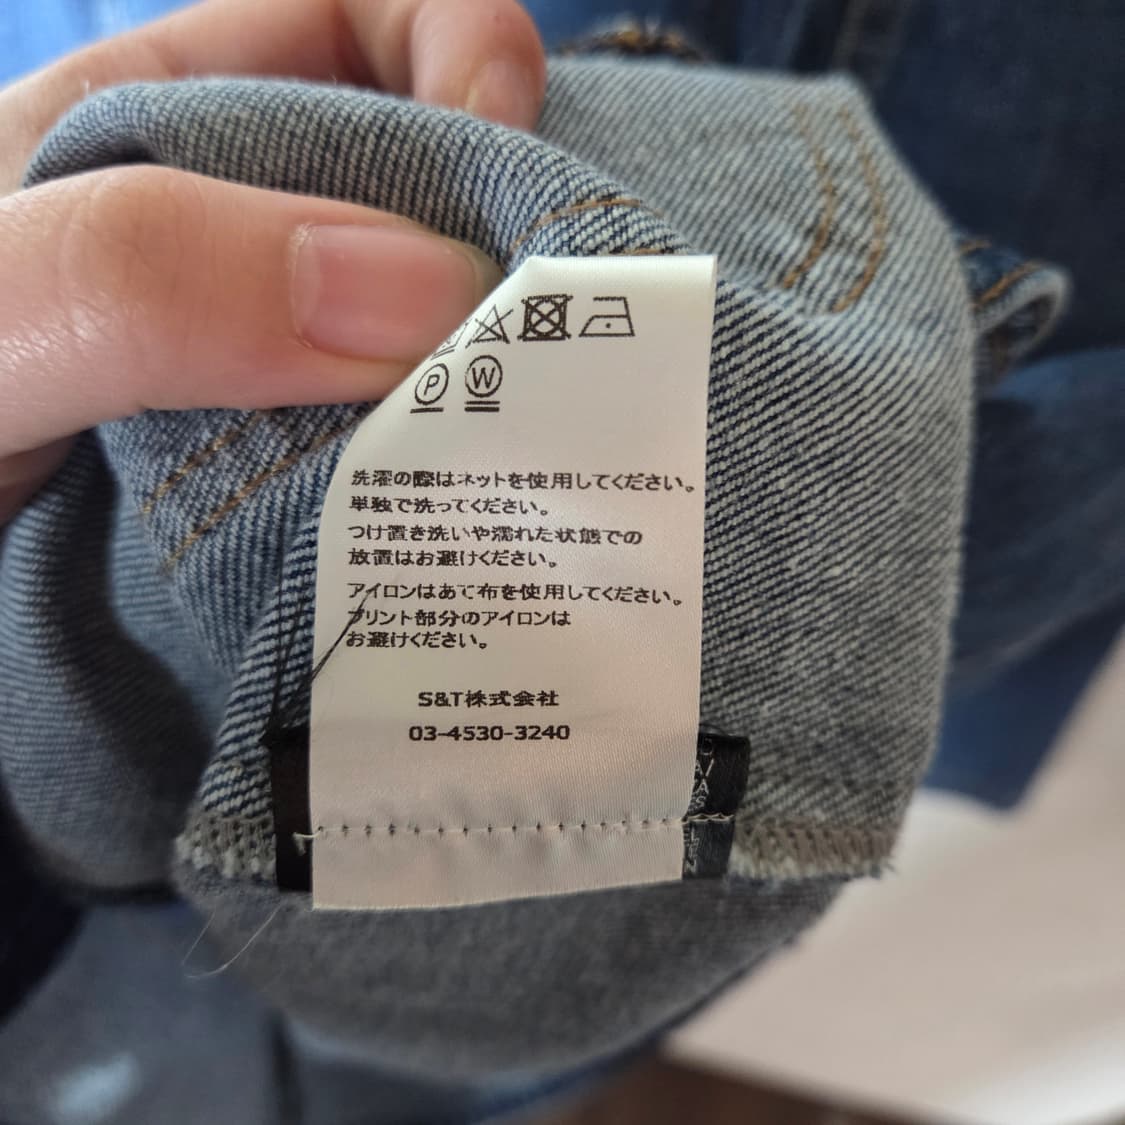 P W
洗濯の際はネットを使用してください。
単独で洗ってください。
つけ置き洗いや濡れた状態での
放置はお避けください。
アイロンはあて布を使用してください。
プリント部分のアイロンは
お避けください。
S&T株式会社
03-4530-3240